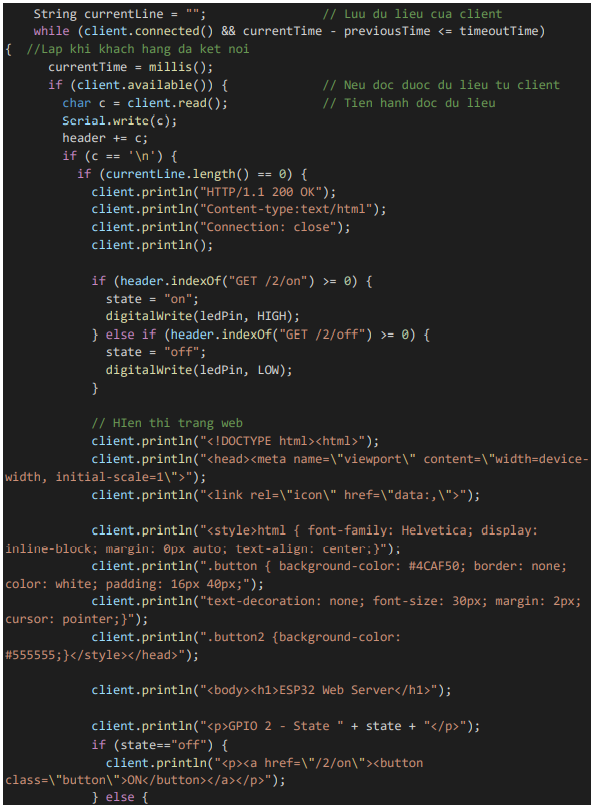 String currentLine = "";                // Luu du lieu cua client
    while (client.connected() && currentTime - previousTime <= timeoutTime)
{  //Lap khi khach hang da ket noi
      currentTime = millis();
      if (client.available()) {             // Neu doc duoc du lieu tu client
        char c = client.read();             // Tien hanh doc du lieu
        Serial.write(c);
        header += c;
        if (c == '\n') {
          if (currentLine.length() == 0) {
            client.println("HTTP/1.1 200 OK");
            client.println("Content-type:text/html");
            client.println("Connection: close");
            client.println();

            if (header.indexOf("GET /2/on") >= 0) {
              state = "on";
              digitalWrite(ledPin, HIGH);
            } else if (header.indexOf("GET /2/off") >= 0) {
              state = "off";
              digitalWrite(ledPin, LOW);
            }

            // HIen thi trang web
            client.println("<!DOCTYPE html><html>");
            client.println("<head><meta name=\"viewport\" content=\"width=device-
width, initial-scale=1\">");
            client.println("<link rel=\"icon\" href=\"data:,\">");

            client.println("<style>html { font-family: Helvetica; display:
inline-block; margin: 0px auto; text-align: center;}");
            client.println(".button { background-color: #4CAF50; border: none;
color: white; padding: 16px 40px;");
            client.println("text-decoration: none; font-size: 30px; margin: 2px;
cursor: pointer;}");
            client.println(".button2 {background-color:
#555555;}</style></head>");

            client.println("<body><h1>ESP32 Web Server</h1>");

            client.println("<p>GPIO 2 - State " + state + "</p>");
            if (state=="off") {
              client.println("<p><a href=\"/2/on\"><button
class=\"button\">ON</button></a></p>");
            } else {